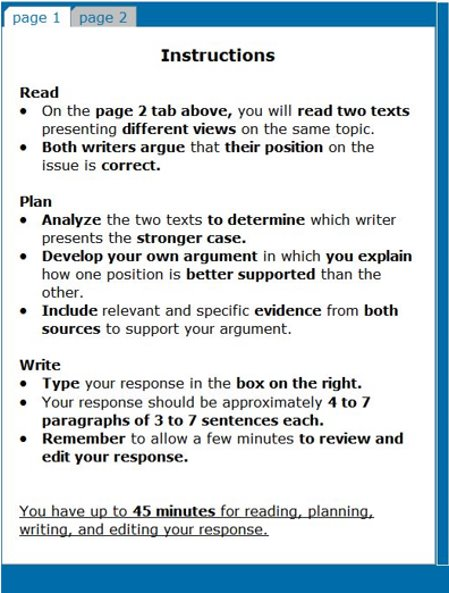 page 1 page 2
Instructions
Read
• On the page 2 tab above, you will read two texts
presenting different views on the same topic.
• Both writers argue that their position on the
issue is correct.
Plan
• Analyze the two texts to determine which writer
presents the stronger case.
• Develop your own argument in which you explain
how one position is better supported than the
other.
• Include relevant and specific evidence from both
sources to support your argument.
Write
• Type your response in the box on the right.
• Your response should be approximately 4 to 7
paragraphs of 3 to 7 sentences each.
• Remember to allow a few minutes to review and
edit your response.
You have up to 45 minutes for reading, planning,
writing, and editing your response.